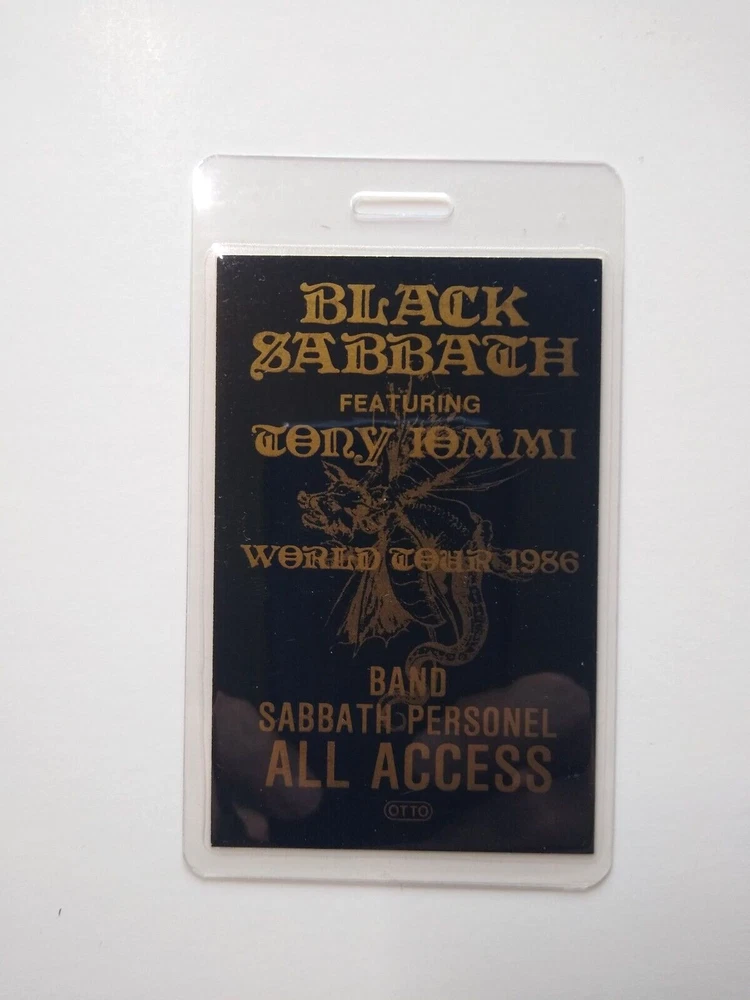 BLACK
SABBATH
FEATURING
TONY IOMMI
WORLD TOUR 1986
BAND
SABBATH PERSONEL
ALL ACCESS
OTTO